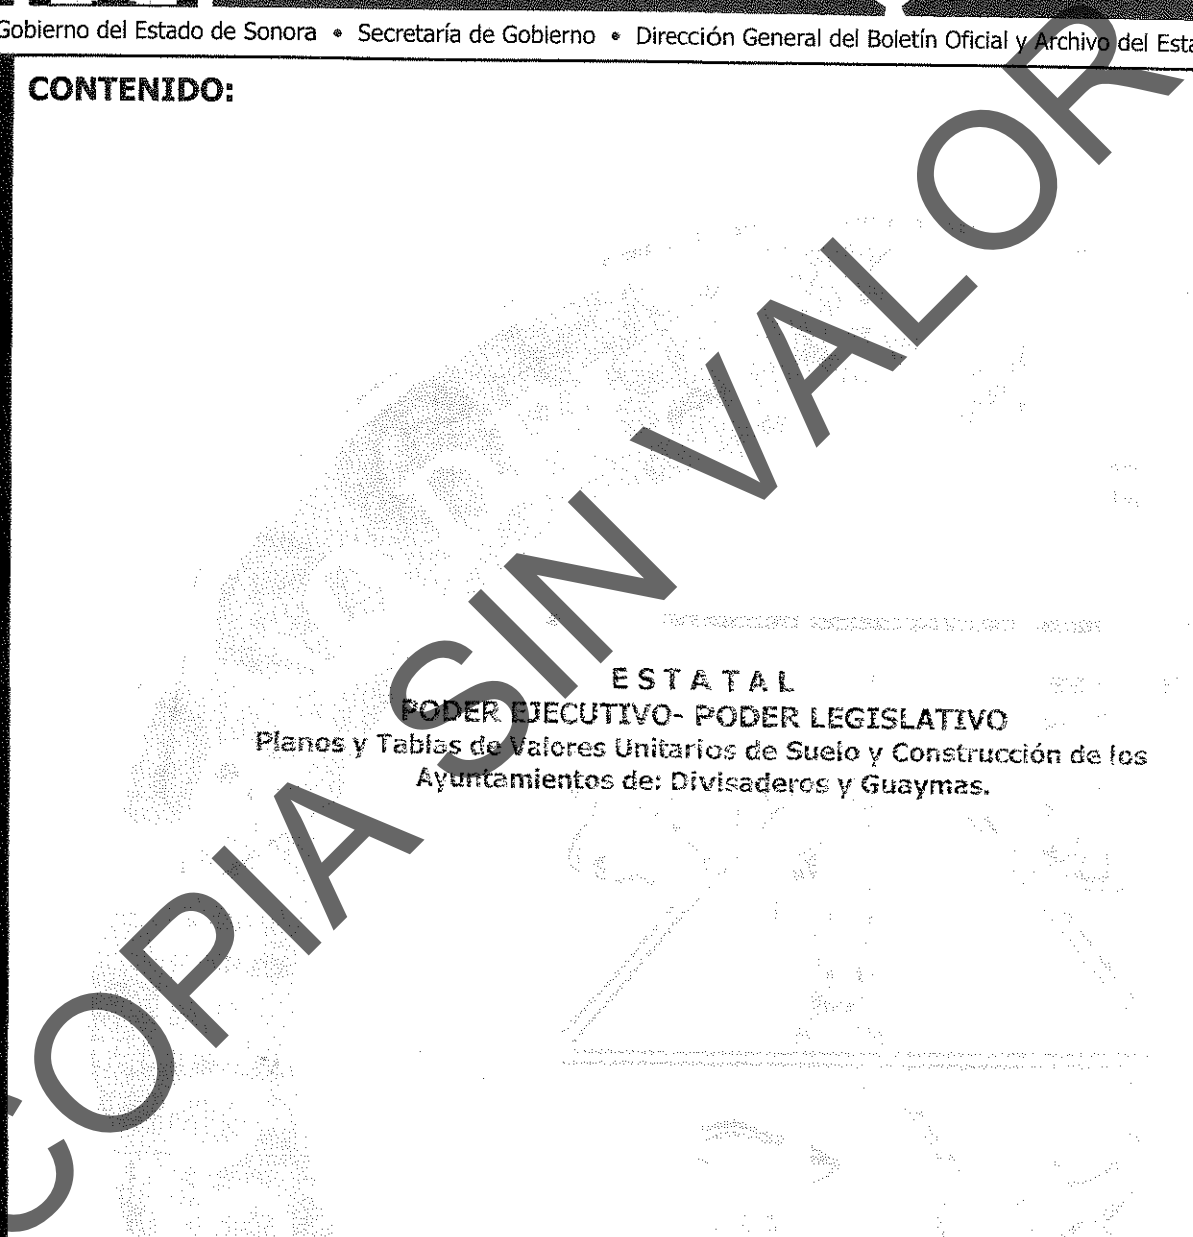 Gobierno del Estado de Sonora • Secretaría de Gobierno • Dirección General del Boletín Oficial y Archivo del Esta
CONTENIDO:
ESTATAL
PODER EJECUTIVO- PODER LEGISLATIVO
Planos y Tablas de Valores Unitarios de Suelo y Construcción de los
Ayuntamientos de: Divisaderos y Guaymas.
COPIA SIN VALOR